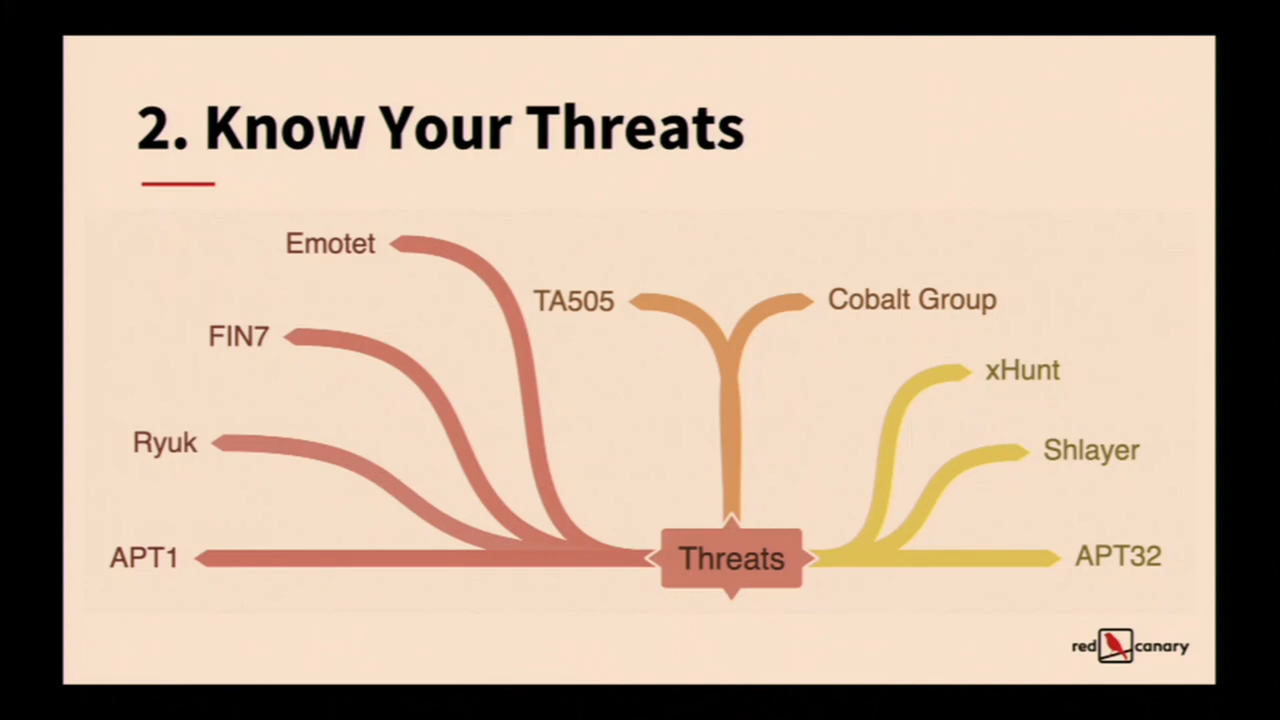 2. Know Your Threats
Emotet
TA505
Cobalt Group
FIN7
xHunt
Ryuk
Shlayer
APT1
Threats
APT32
red canary